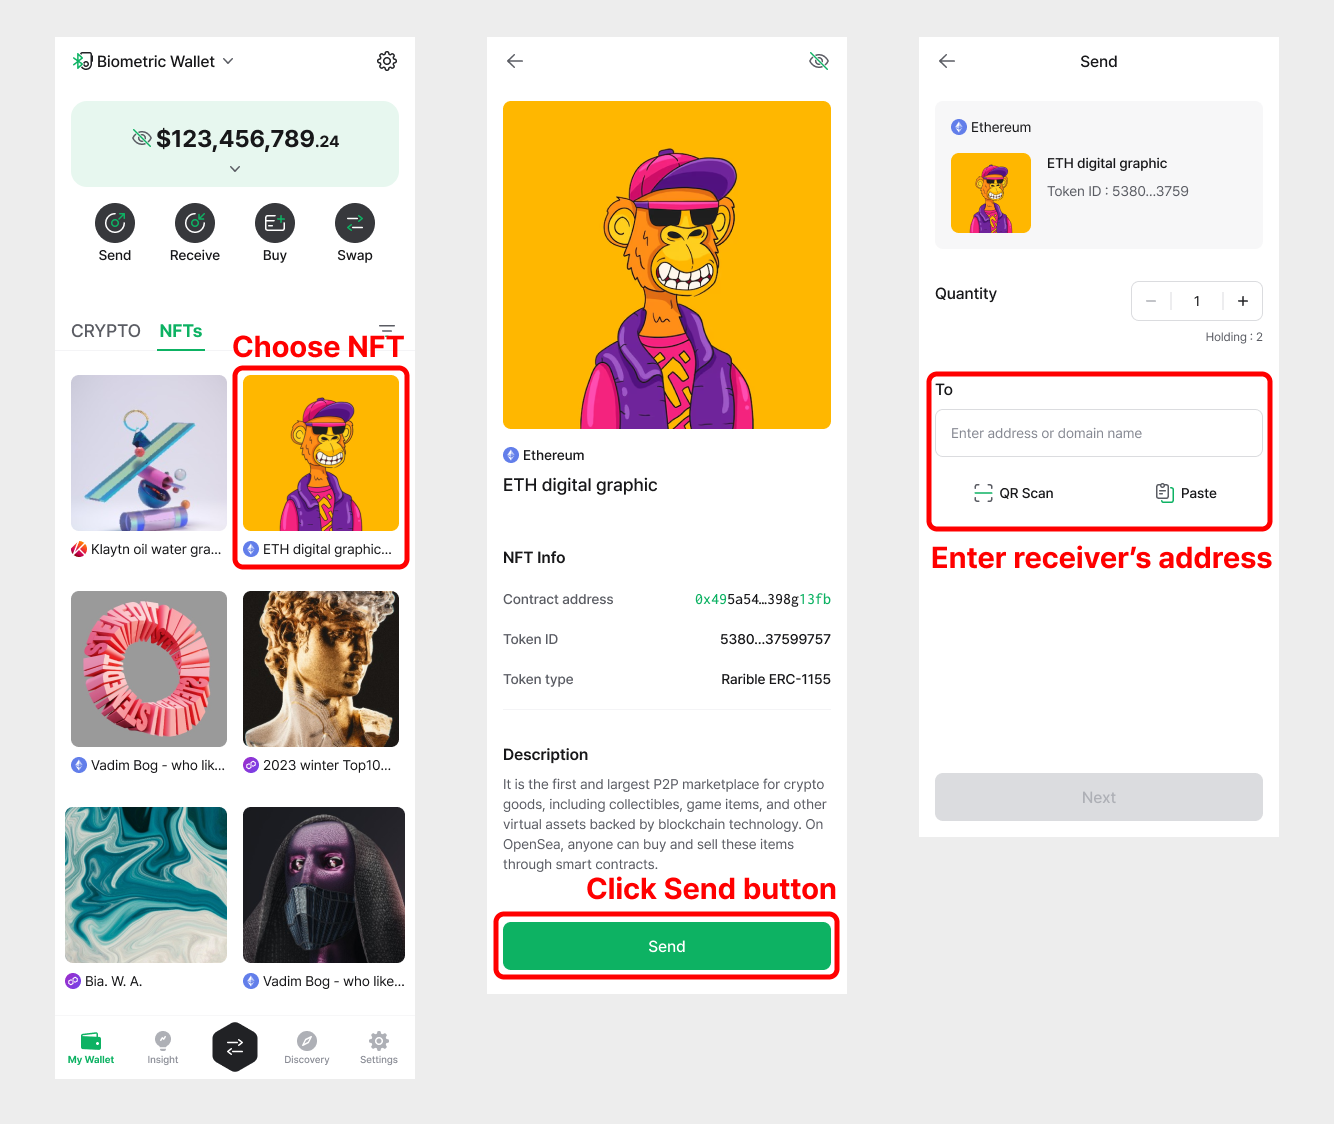 Biometric Wallet
$123,456,789.24
Send
Receive
Buy
Swap
CRYPTO
NFTs
Choose NFT
Klaytn oil water gra...
ETH digital graphic...
Vadim Bog - who lik...
2023 winter Top10...
Bia. W. A.
Vadim Bog - who like...
My Wallet
Insight
Discovery
Settings
Ethereum
ETH digital graphic
NFT Info
Contract address
0x495a54...398g13fb
Token ID
5380...37599757
Token type
Rarible ERC-1155
Description
It is the first and largest P2P marketplace for crypto
goods, including collectibles, game items, and other
virtual assets backed by blockchain technology. On
OpenSea, anyone can buy and sell these items
through smart contracts.
Click Send button
Send
Send
Ethereum
ETH digital graphic
Token ID : 5380...3759
Quantity
1
Holding : 2
To
Enter address or domain name
QR Scan
Paste
Enter receiver's address
Next